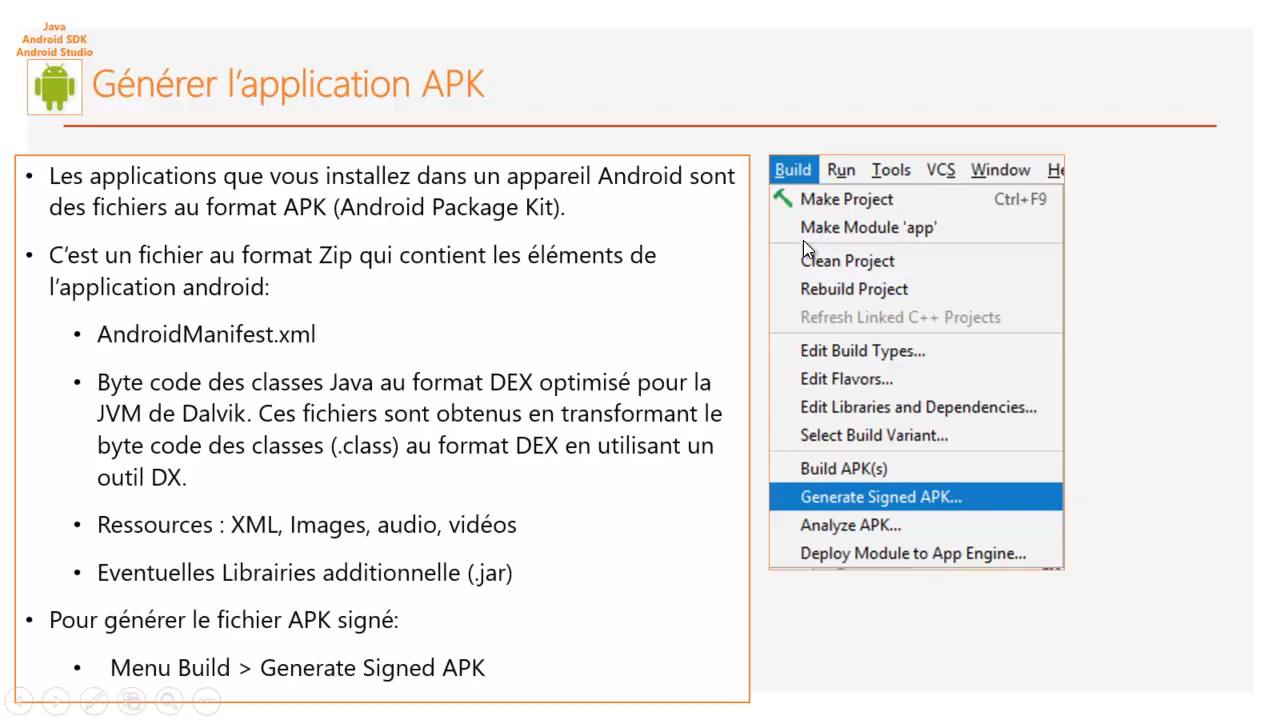 Java
Android SDK
Android Studio
Générer l’application APK
• Les applications que vous installez dans un appareil Android sont
des fichiers au format APK (Android Package Kit).
• C’est un fichier au format Zip qui contient les éléments de
l’application android:
• AndroidManifest.xml
• Byte code des classes Java au format DEX optimisé pour la
JVM de Dalvik. Ces fichiers sont obtenus en transformant le
byte code des classes (.class) au format DEX en utilisant un
outil DX.
• Ressources : XML, Images, audio, vidéos
• Eventuelles Librairies additionnelle (.jar)
• Pour générer le fichier APK signé:
• Menu Build > Generate Signed APK
Build Run Tools VCS Window He
Make Project Ctrl+F9
Make Module 'app'
Clean Project
Rebuild Project
Refresh Linked C++ Projects
Edit Build Types...
Edit Flavors...
Edit Libraries and Dependencies...
Select Build Variant...
Build APK(s)
Generate Signed APK...
Analyze APK...
Deploy Module to App Engine...